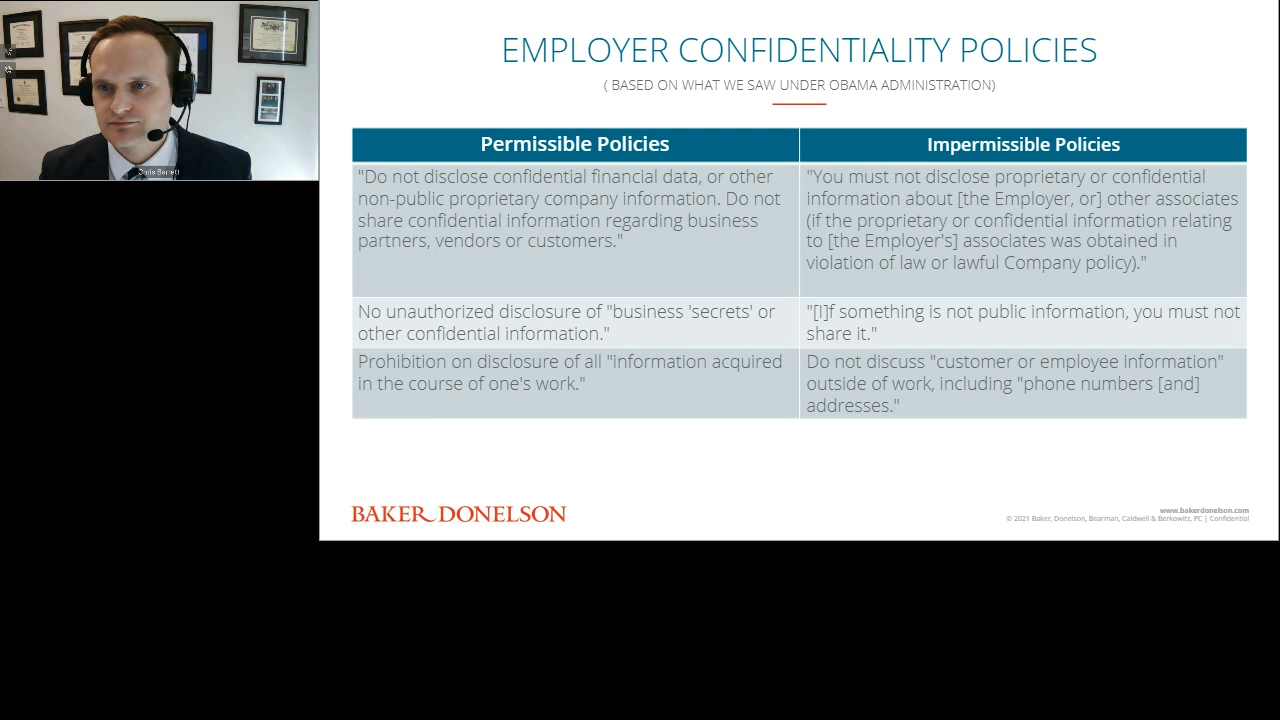 Chris Barrett
EMPLOYER CONFIDENTIALITY POLICIES
( BASED ON WHAT WE SAW UNDER OBAMA ADMINISTRATION)
Permissible Policies
Impermissible Policies
"Do not disclose confidential financial data, or other
non-public proprietary company information. Do not
share confidential information regarding business
partners, vendors or customers."
"You must not disclose proprietary or confidential
information about [the Employer, or] other associates
(if the proprietary or confidential information relating
to [the Employer's] associates was obtained in
violation of law or lawful Company policy)."
No unauthorized disclosure of "business 'secrets' or
other confidential information."
"[I]f something is not public information, you must not
share it."
Prohibition on disclosure of all "information acquired
in the course of one's work."
Do not discuss "customer or employee information"
outside of work, including "phone numbers [and]
addresses."
BAKER DONELSON
www.bakerdonelson.com
© 2021 Baker, Donelson, Bearman, Caldwell & Berkowitz, PC | Confidential